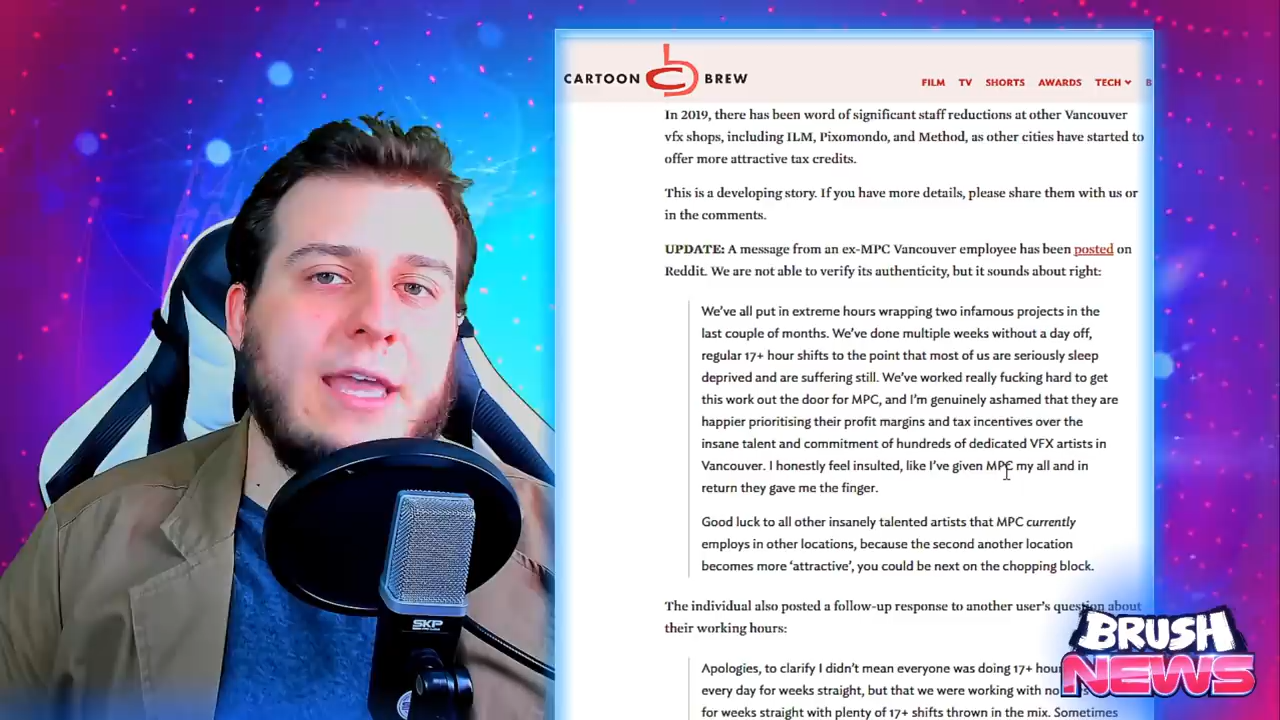 CARTOON BREW
FILM TV SHORTS AWARDS TECH B
In 2019, there has been word of significant staff reductions at other Vancouver
vfx shops, including ILM, Pixomondo, and Method, as other cities have started to
offer more attractive tax credits.
This is a developing story. If you have more details, please share them with us or
in the comments.
UPDATE: A message from an ex-MPC Vancouver employee has been posted on
Reddit. We are not able to verify its authenticity, but it sounds about right:
We've all put in extreme hours wrapping two infamous projects in the
last couple of months. We've done multiple weeks without a day off,
regular 17+ hour shifts to the point that most of us are seriously sleep
deprived and are suffering still. We've worked really fucking hard to get
this work out the door for MPC, and I'm genuinely ashamed that they are
happier prioritising their profit margins and tax incentives over the
insane talent and commitment of hundreds of dedicated VFX artists in
Vancouver. I honestly feel insulted, like I've given MPC my all and in
return they gave me the finger.
Good luck to all other insanely talented artists that MPC currently
employs in other locations, because the second another location
becomes more 'attractive', you could be next on the chopping block.
The individual also posted a follow-up response to another user's question about
their working hours:
Apologies, to clarify I didn't mean everyone was doing 17+ hou
every day for weeks straight, but that we were working with no
for weeks straight with plenty of 17+ shifts thrown in the mix. Sometimes
SKP
BRUSH
NEWS